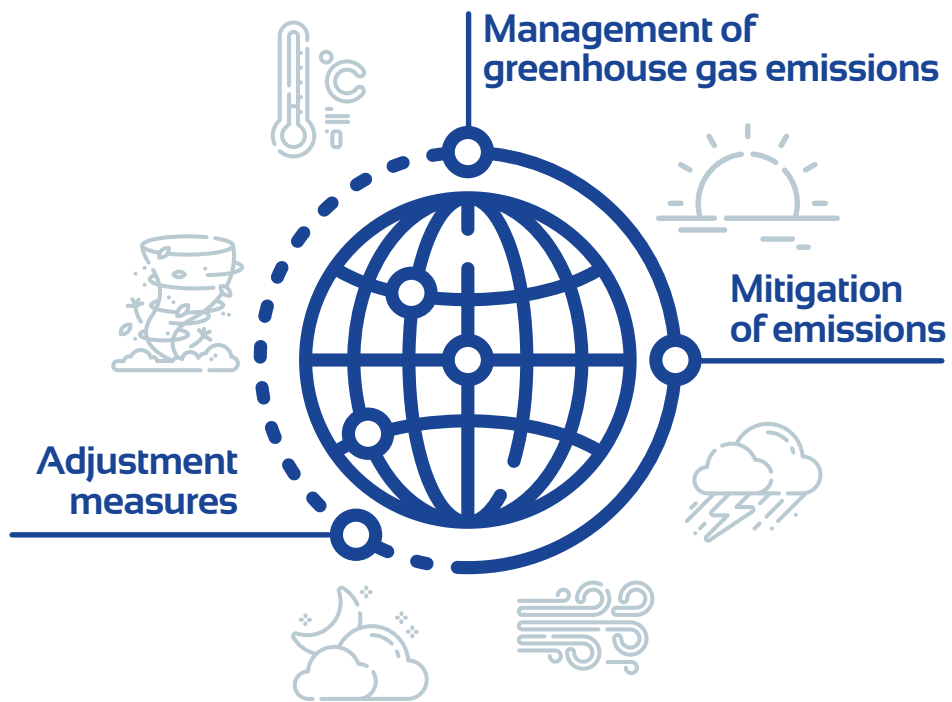 Management of
greenhouse gas emissions
Mitigation
of emissions
Adjustment
measures
°C